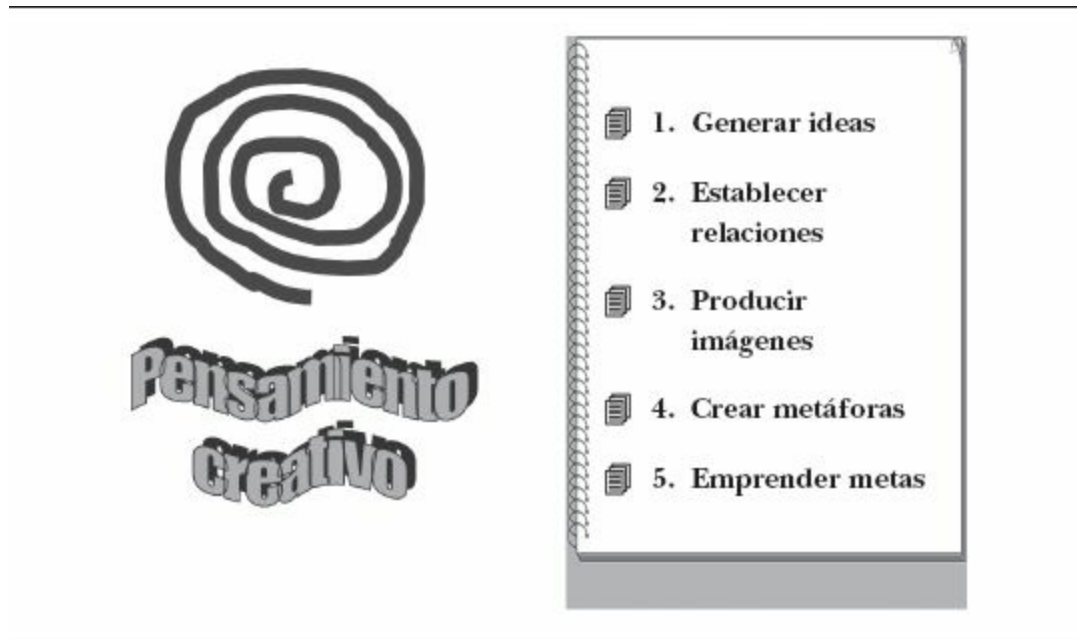 Pensamiento
creativo
1. Generar ideas
2. Establecer
relaciones
3. Producir
imágenes
4. Crear metáforas
5. Emprender metas